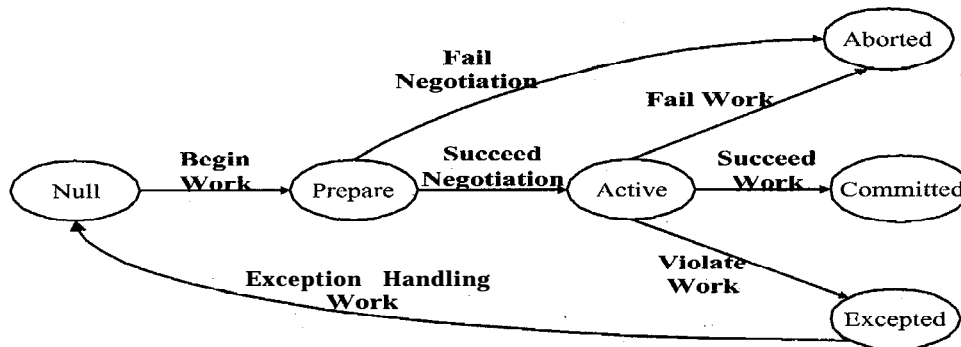 Aborted
Fail
Negotiation
Fail Work
Begin
Work
Succeed
Negotiation
Succeed
Work
Null
Prepare
Active
Committed
Violate
Work
Exception Handling
Work
Excepted